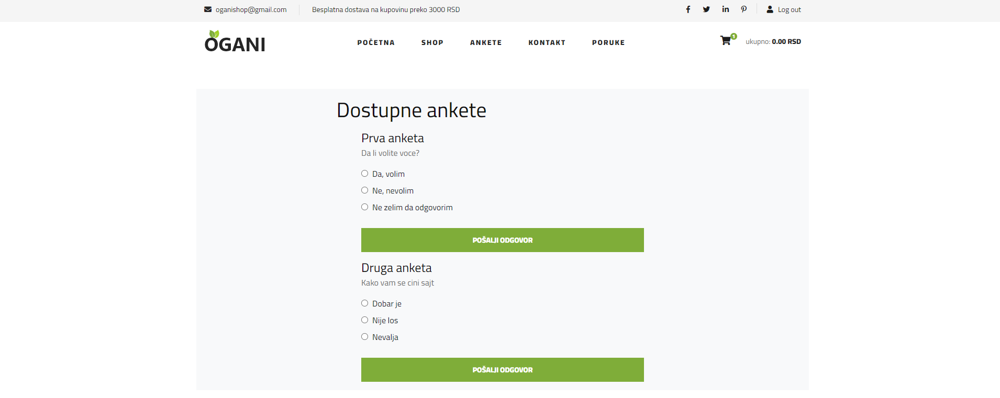 oganishop@gmail.com Besplatna dostava na kupovinu preko 3000 RSD Log out
OGANI POČETNA SHOP ANKETE KONTAKT PORUKE 1 ukupno: 0.00 RSD
Dostupne ankete
Prva anketa
Da li volite voce?
Da, volim
Ne, nevolim
Ne zelim da odgovorim
POŠALJI ODGOVOR
Druga anketa
Kako vam se cini sajt
Dobar je
Nije los
Nevalja
POŠALJI ODGOVOR